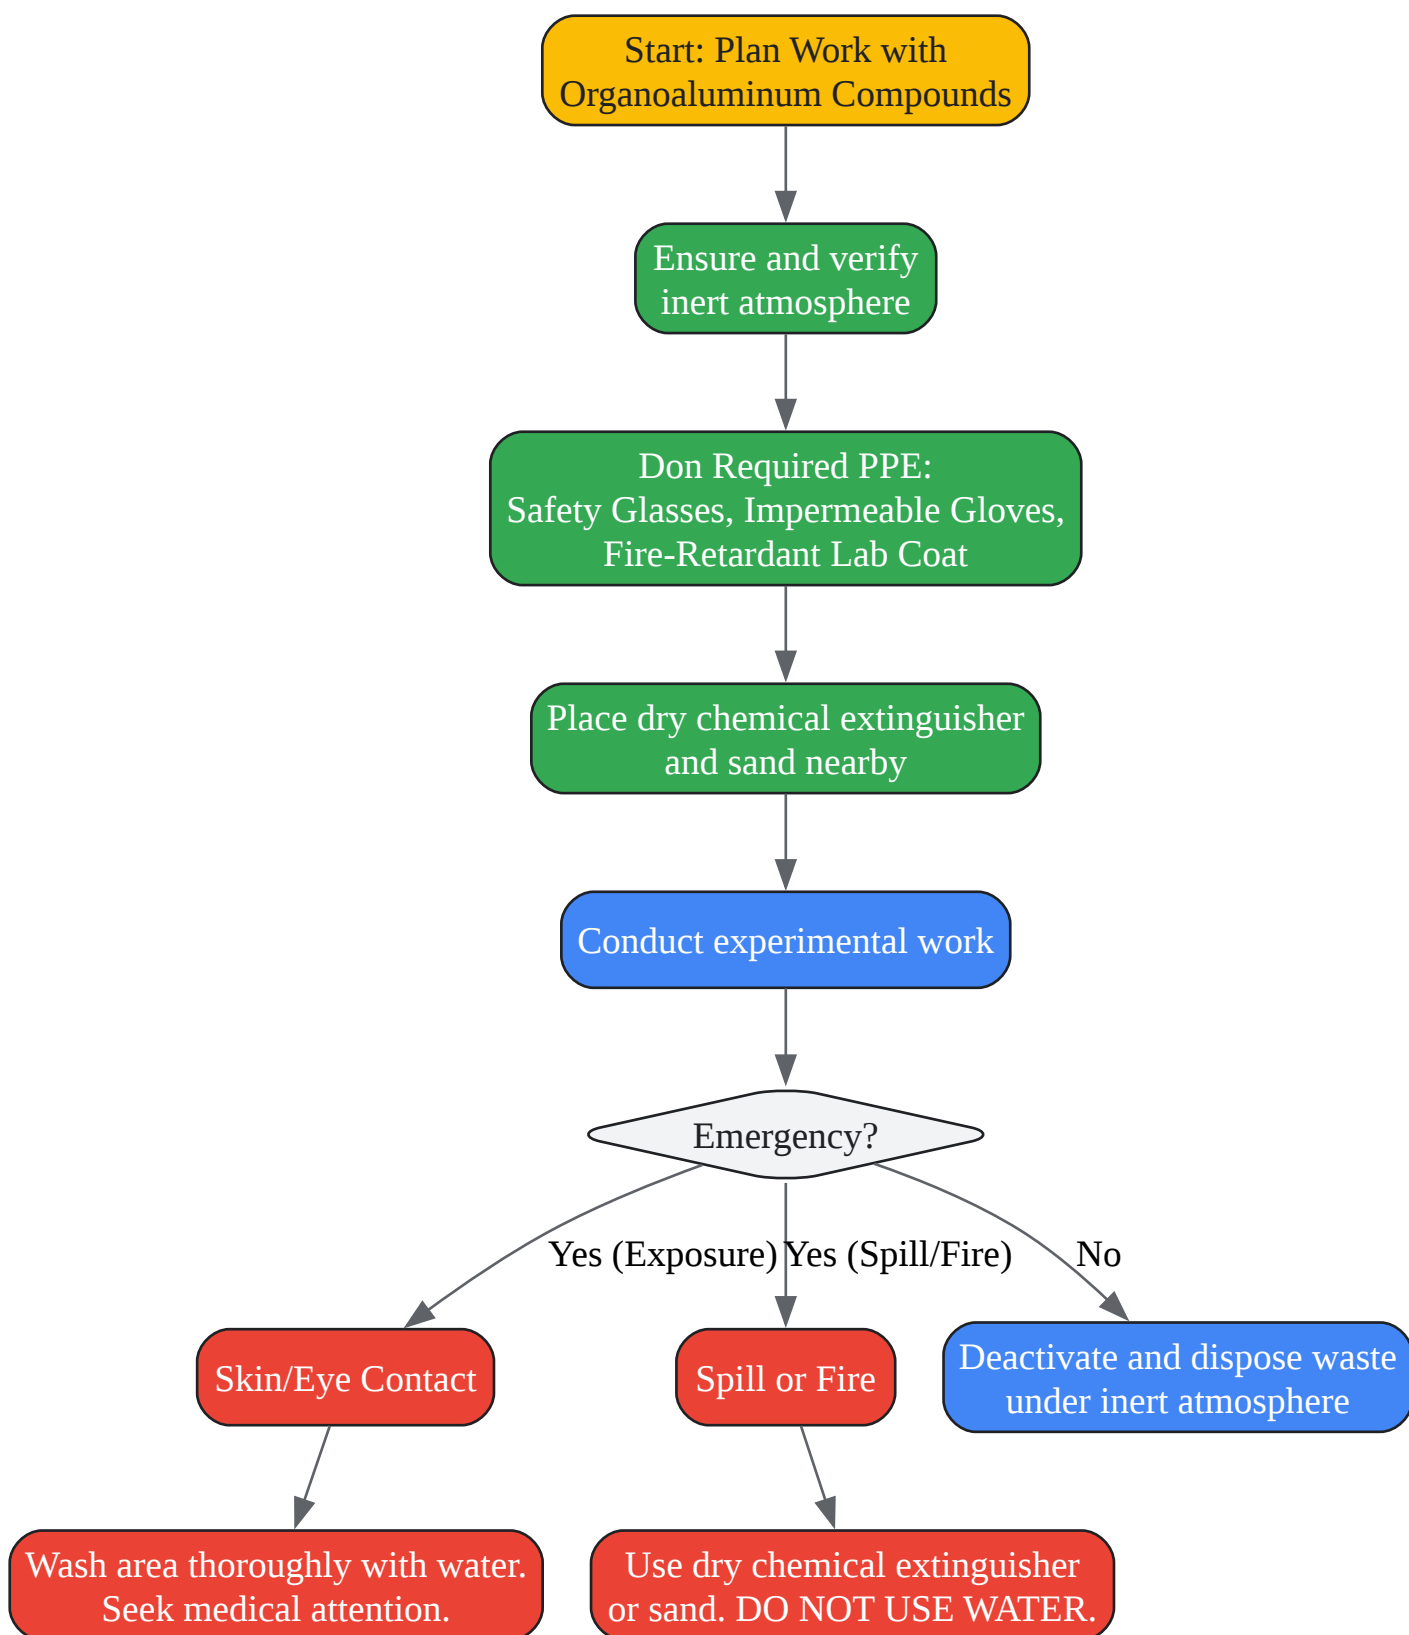 Start: Plan Work with
Organoaluminum Compounds
Ensure and verify
inert atmosphere
Don Required PPE:
Safety Glasses, Impermeable Gloves,
Fire-Retardant Lab Coat
Place dry chemical extinguisher
and sand nearby
Conduct experimental work
Emergency?
Yes (Exposure)
Yes (Spill/Fire)
No
Skin/Eye Contact
Spill or Fire
Deactivate and dispose waste
under inert atmosphere
Wash area thoroughly with water.
Seek medical attention.
Use dry chemical extinguisher
or sand. DO NOT USE WATER.